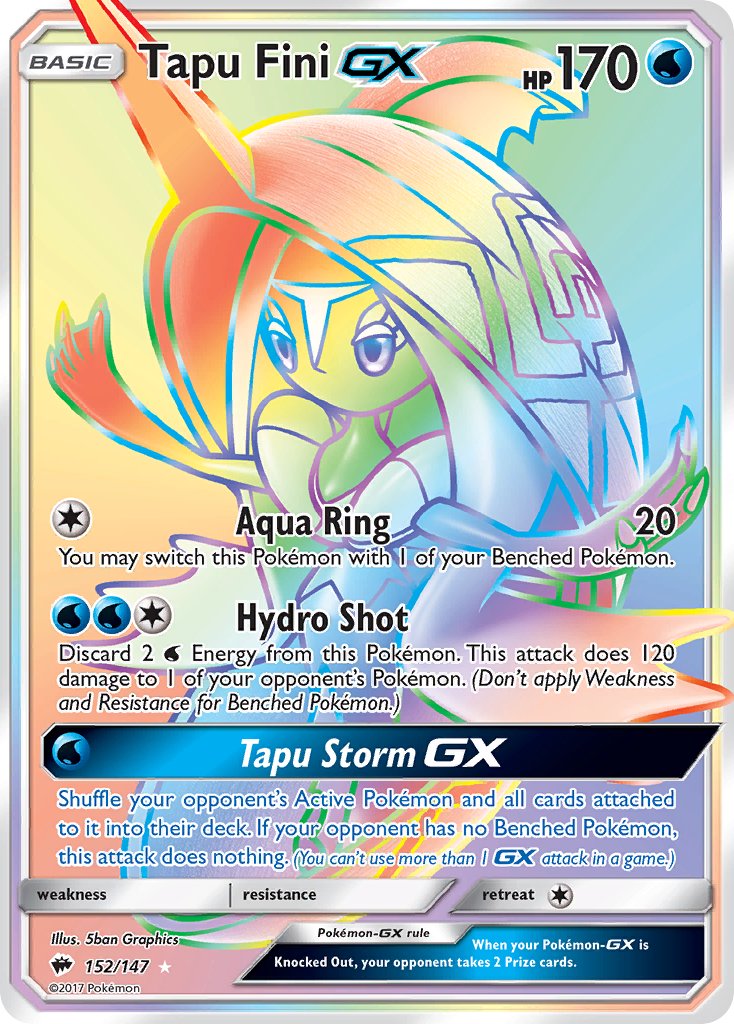 BASIC Tapu Fini GX HP 170
Aqua Ring 20
You may switch this Pokémon with 1 of your Benched Pokémon.
Hydro Shot
Discard 2 Energy from this Pokémon. This attack does 120
damage to 1 of your opponent's Pokémon. (Don't apply Weakness
and Resistance for Benched Pokémon.)
Tapu Storm GX
Shuffle your opponent's Active Pokémon and all cards attached
to it into their deck. If your opponent has no Benched Pokémon,
this attack does nothing. (You can't use more than 1 GX attack in a game.)
weakness resistance retreat
Illus. 5ban Graphics
Pokémon-GX rule
When your Pokémon-GX is
Knocked Out, your opponent takes 2 Prize cards.
152/147
©2017 Pokémon